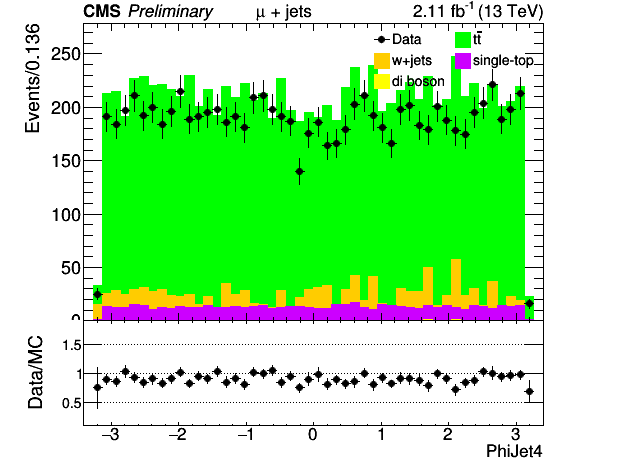 CMS Preliminary μ + jets 2.11 fb⁻¹ (13 TeV)
Events/0.136
250
200
150
100
50
0
Data tt̄
w+jets single-top
di boson
Data/MC
1.5
1
0.5
−3 −2 −1 0 1 2 3
PhiJet4